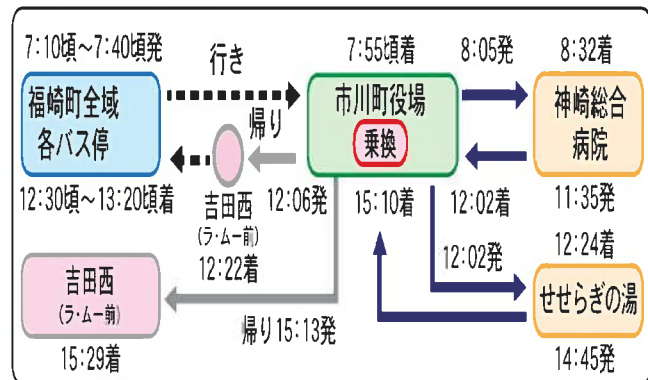 7:10頃～7:40頃発
福崎町全域
各バス停
12:30頃～13:20頃着
行き
帰り
吉田西
(ラ・ムー前)
12:22着
12:06発
7:55頃着
市川町役場
乗換
15:10着
8:05発
12:02着
12:02発
8:32着
神崎総合
病院
11:35発
12:24着
せせらぎの湯
14:45発
吉田西
(ラ・ムー前)
15:29着
帰り15:13発